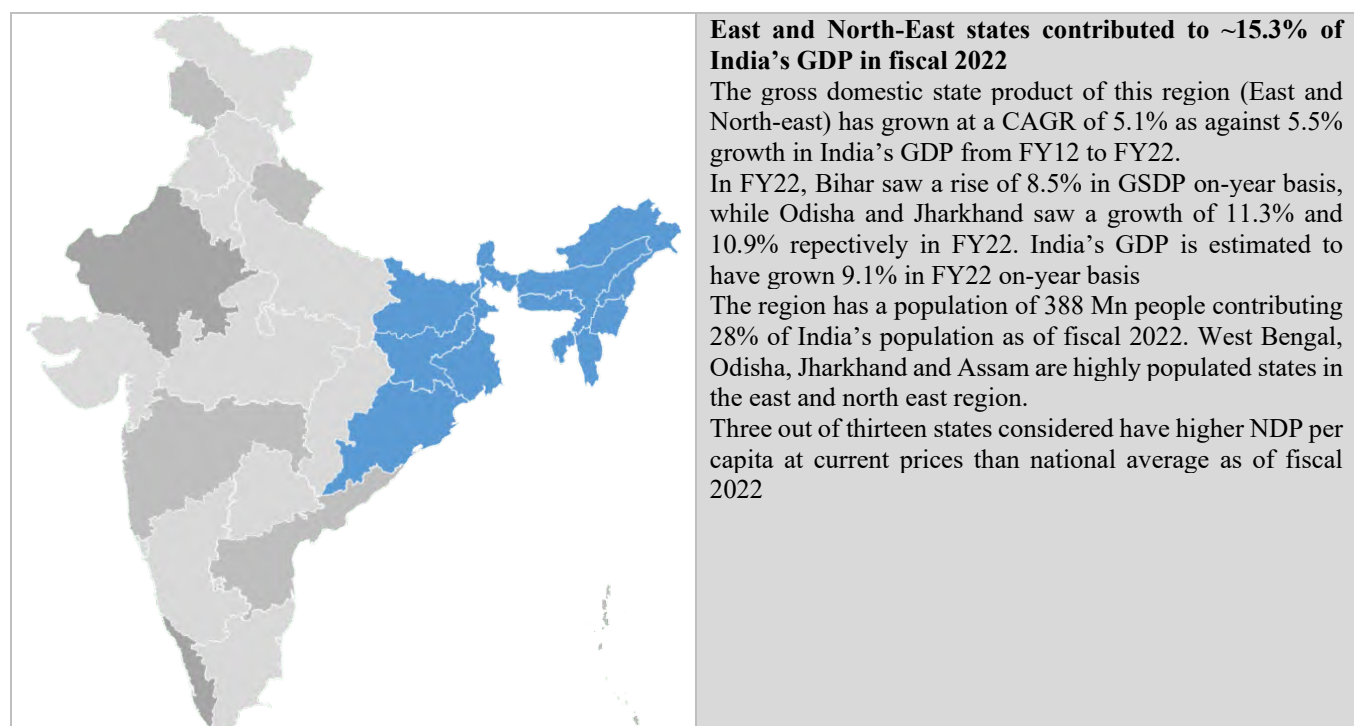 East and North-East states contributed to ~15.3% of
India's GDP in fiscal 2022
The gross domestic state product of this region (East and
North-east) has grown at a CAGR of 5.1% as against 5.5%
growth in India's GDP from FY12 to FY22.
In FY22, Bihar saw a rise of 8.5% in GSDP on-year basis,
while Odisha and Jharkhand saw a growth of 11.3% and
10.9% repectively in FY22. India's GDP is estimated to
have grown 9.1% in FY22 on-year basis
The region has a population of 388 Mn people contributing
28% of India's population as of fiscal 2022. West Bengal,
Odisha, Jharkhand and Assam are highly populated states in
the east and north east region.
Three out of thirteen states considered have higher NDP per
capita at current prices than national average as of fiscal
2022